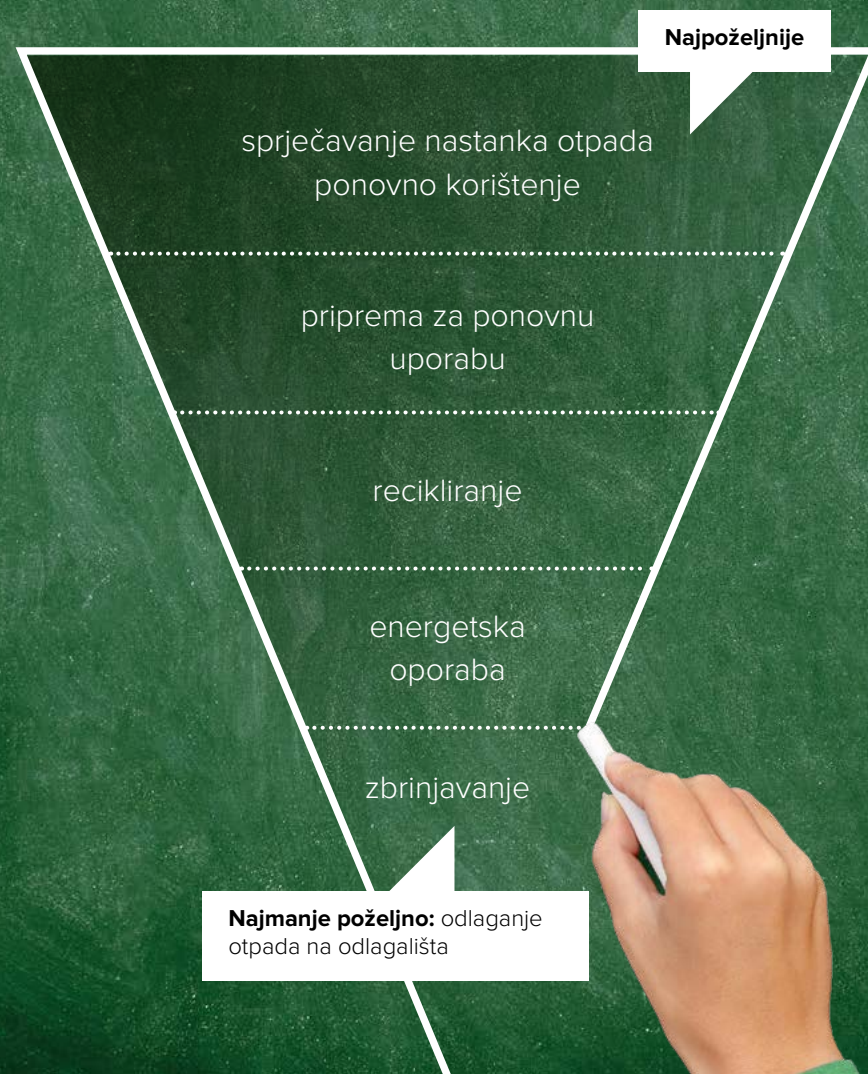 Najpoželjnije
sprječavanje nastanka otpada
ponovno korištenje
priprema za ponovnu
uporabu
recikliranje
energetska
oporaba
zbrinjavanje
Najmanje poželjno: odlaganje
otpada na odlagališta